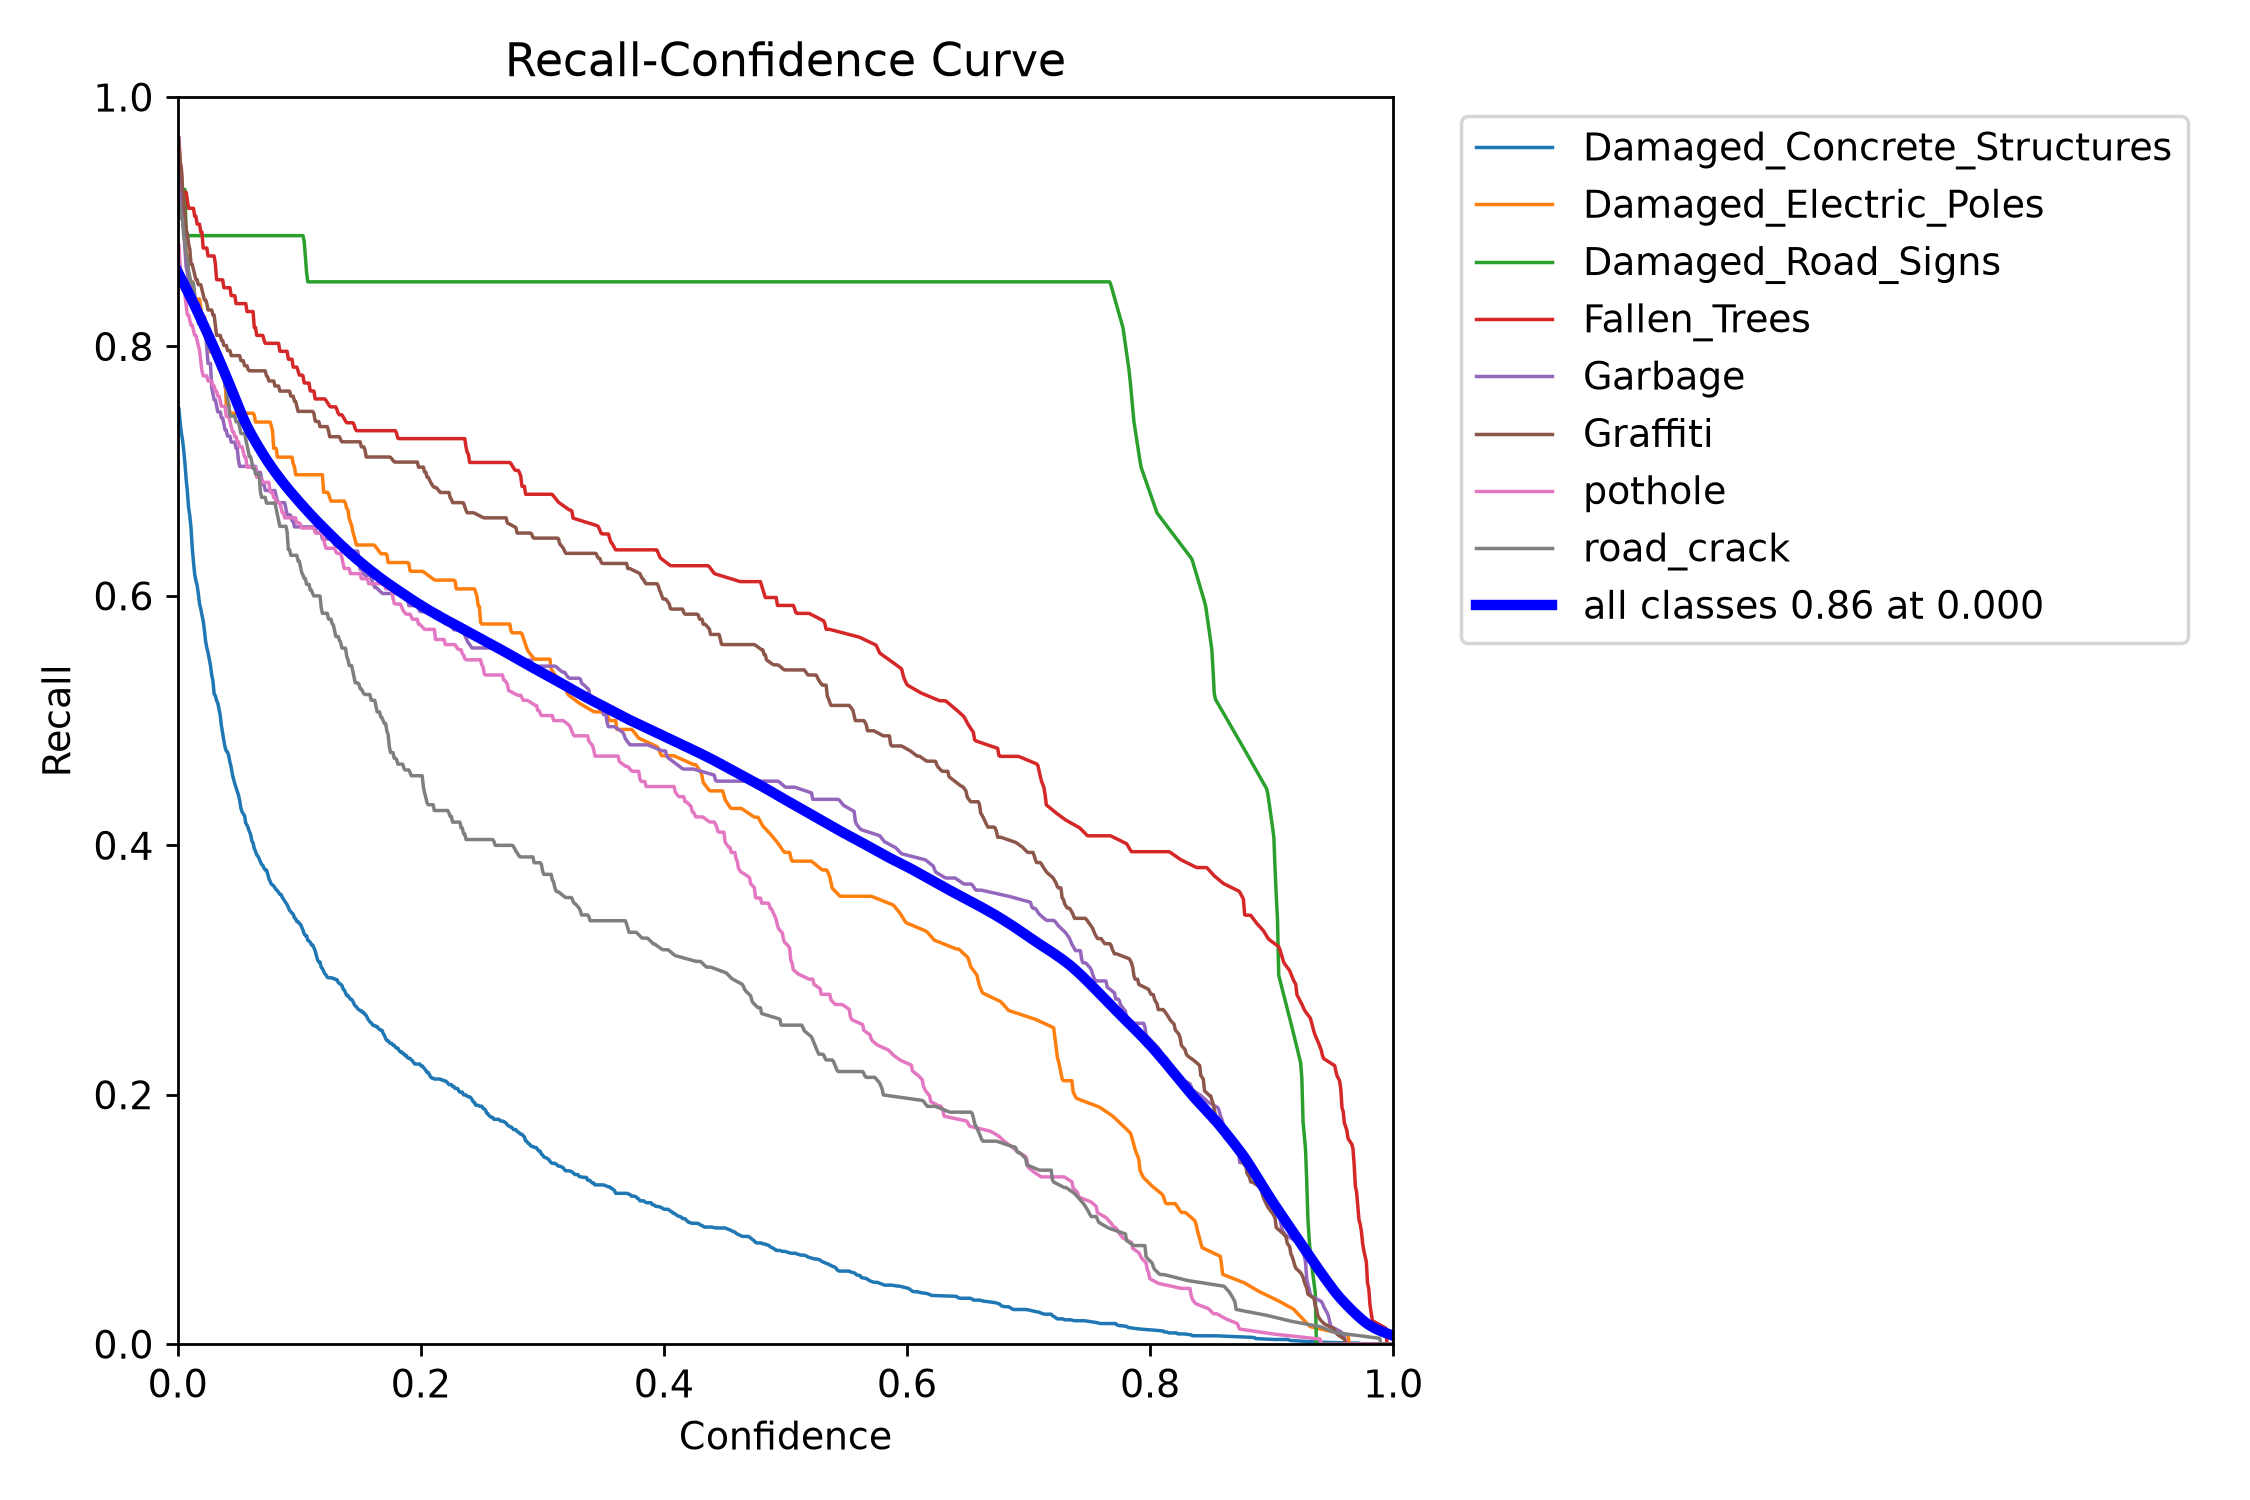 Recall-Confidence Curve
1.0
0.8
0.6
0.4
0.2
0.0
Recall
0.0 0.2 0.4 0.6 0.8 1.0
Confidence
Damaged_Concrete_Structures
Damaged_Electric_Poles
Damaged_Road_Signs
Fallen_Trees
Garbage
Graffiti
pothole
road_crack
all classes 0.86 at 0.000